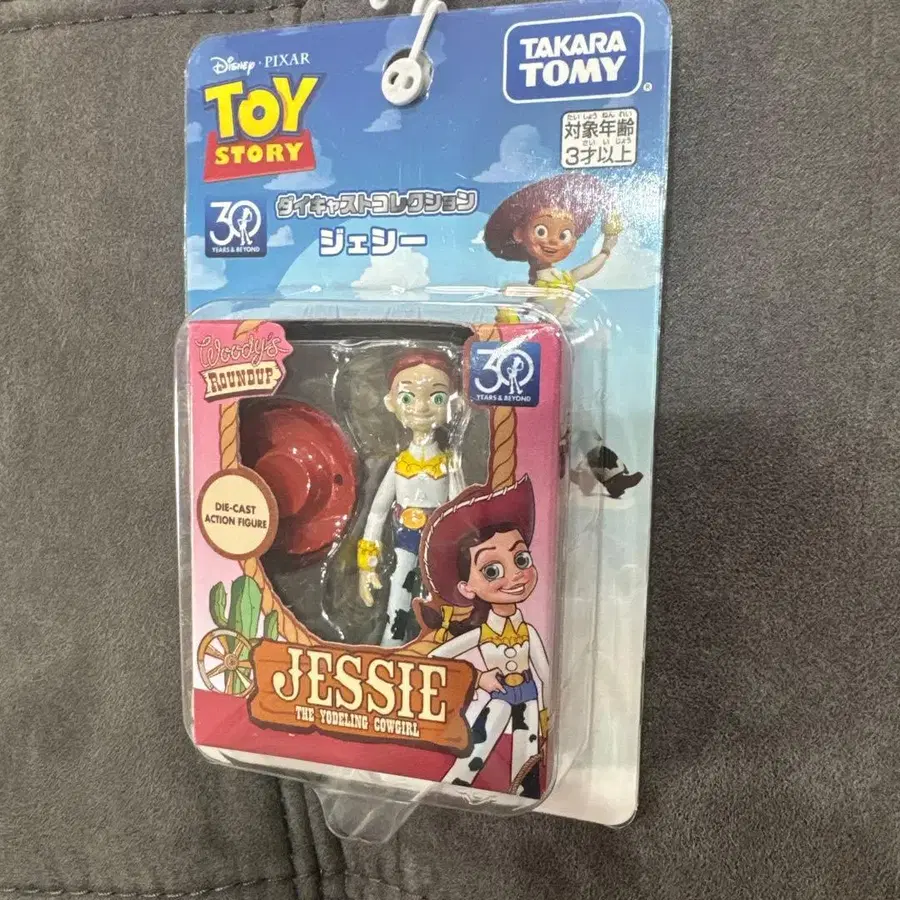 Disney · PIXAR
TOY
STORY
TAKARA
TOMY
®
たいしょうねんれい
対象年齢
さいいじょう
3才以上
30
YEARS & BEYOND
ダイキャストコレクション
ジェシー
Woody's
ROUNDUP
30
YEARS & BEYOND
DIE-CAST
ACTION FIGURE
JESSIE
THE YODELING COWGIRL